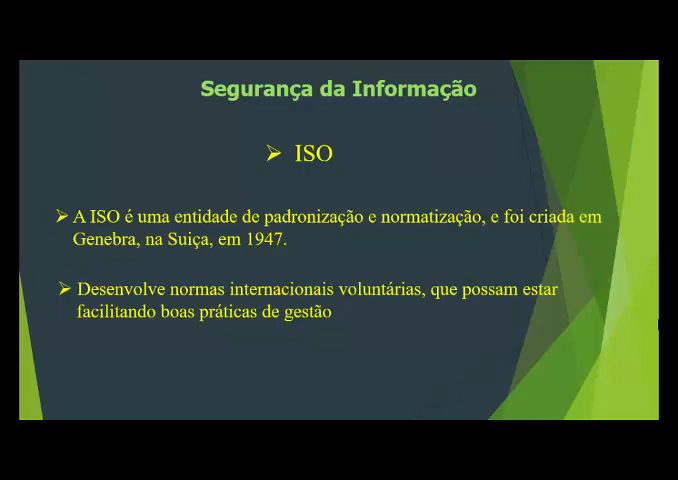 Segurança da Informação
➢ ISO
➢ A ISO é uma entidade de padronização e normatização, e foi criada em
Genebra, na Suiça, em 1947.
➢ Desenvolve normas internacionais voluntárias, que possam estar
facilitando boas práticas de gestão